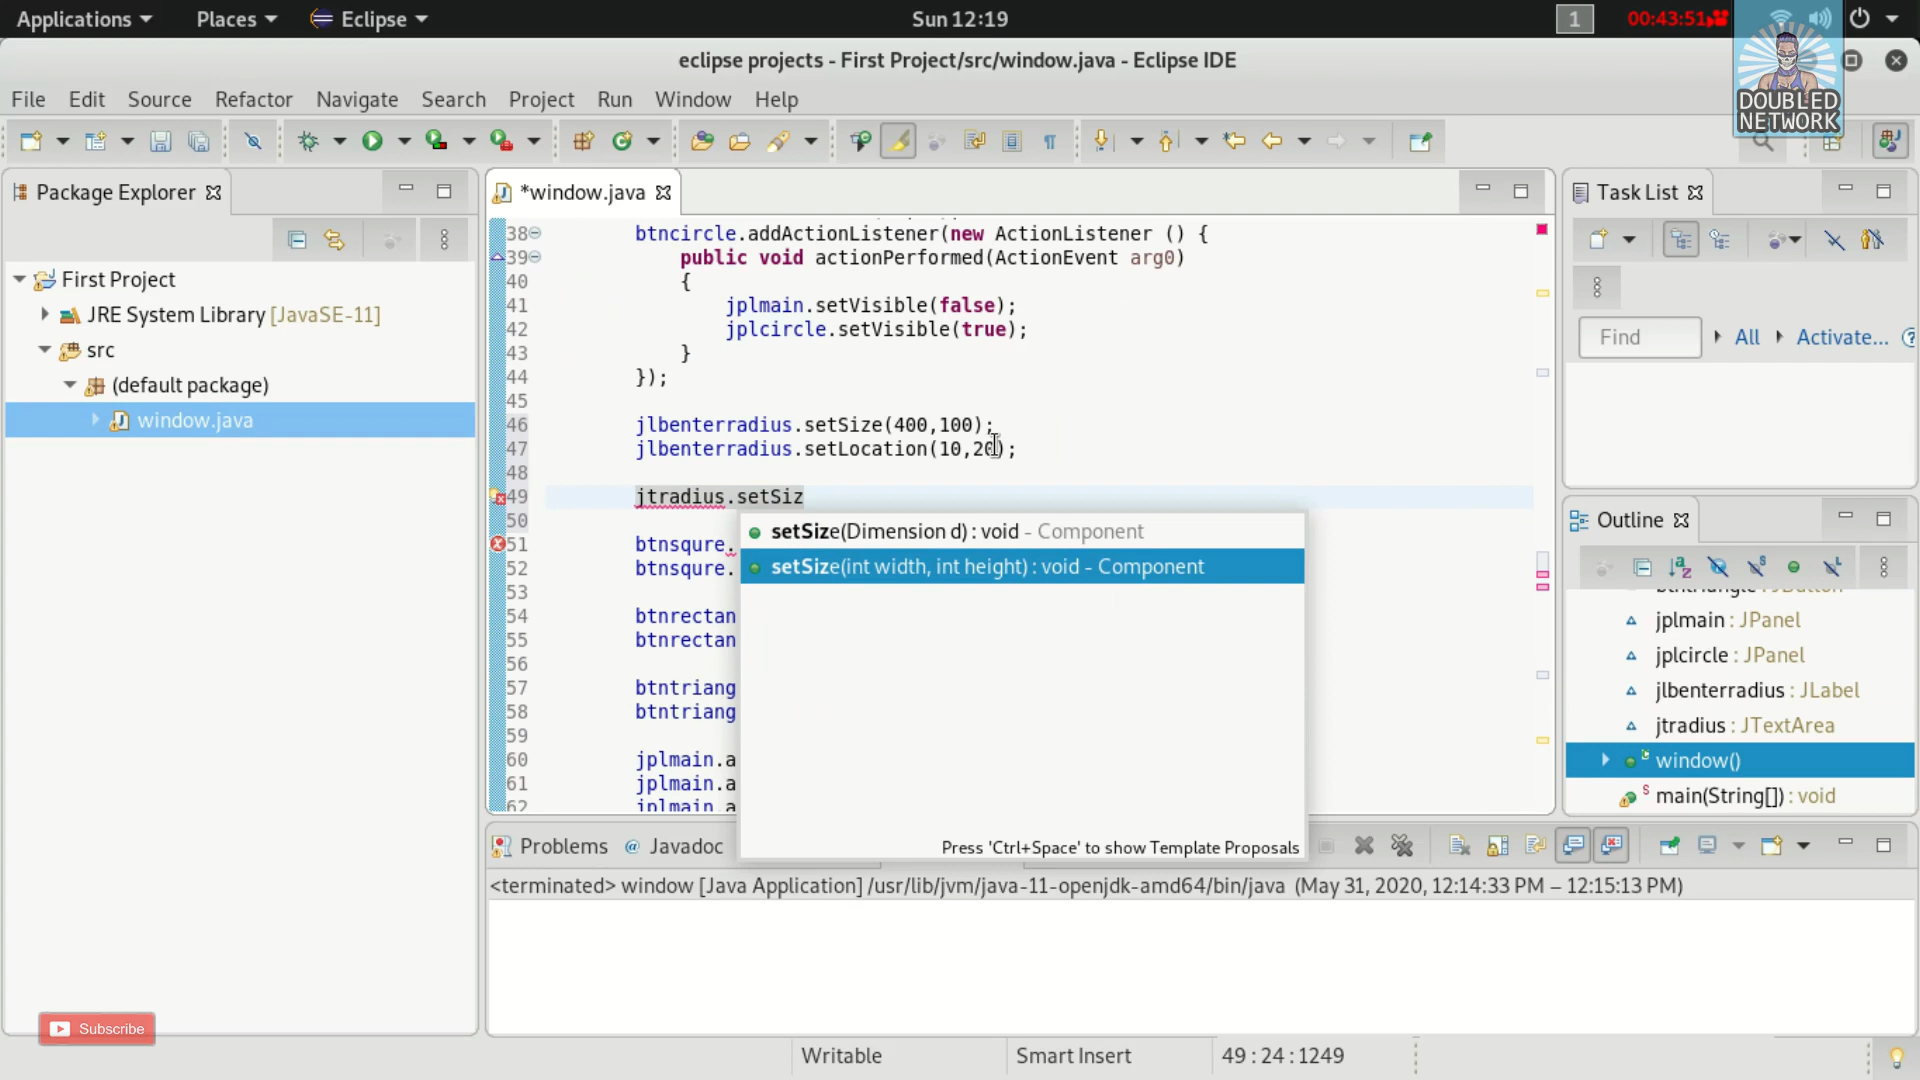 Applications Places Eclipse Sun 12:19 1 00:43:51
eclipse projects - First Project/src/window.java - Eclipse IDE
DOUBLED
NETWORK
File Edit Source Refactor Navigate Search Project Run Window Help
Package Explorer
First Project
JRE System Library [JavaSE-11]
src
(default package)
window.java
*window.java
38 btncircle.addActionListener(new ActionListener () {
39 public void actionPerformed(ActionEvent arg0)
40 {
41 jplmain.setVisible(false);
42 jplcircle.setVisible(true);
43 }
44 });
45
46 jlbenterradius.setSize(400,100);
47 jlbenterradius.setLocation(10,20);
48
49 jtradius.setSiz
50
51 btnsqure.
52 btnsqure.
53
54 btnrectan
55 btnrectan
56
57 btntriang
58 btntriang
59
60 jplmain.a
61 jplmain.a
62 jplmain.a
setSize(Dimension d) : void - Component
setSize(int width, int height) : void - Component
Press 'Ctrl+Space' to show Template Proposals
Task List
Find All Activate...
Outline
btntriangle : JButton
jplmain : JPanel
jplcircle : JPanel
jlbenterradius : JLabel
jtradius : JTextArea
window()
main(String[]) : void
Problems @ Javadoc
<terminated> window [Java Application] /usr/lib/jvm/java-11-openjdk-amd64/bin/java (May 31, 2020, 12:14:33 PM – 12:15:13 PM)
Subscribe
Writable Smart Insert 49 : 24 : 1249